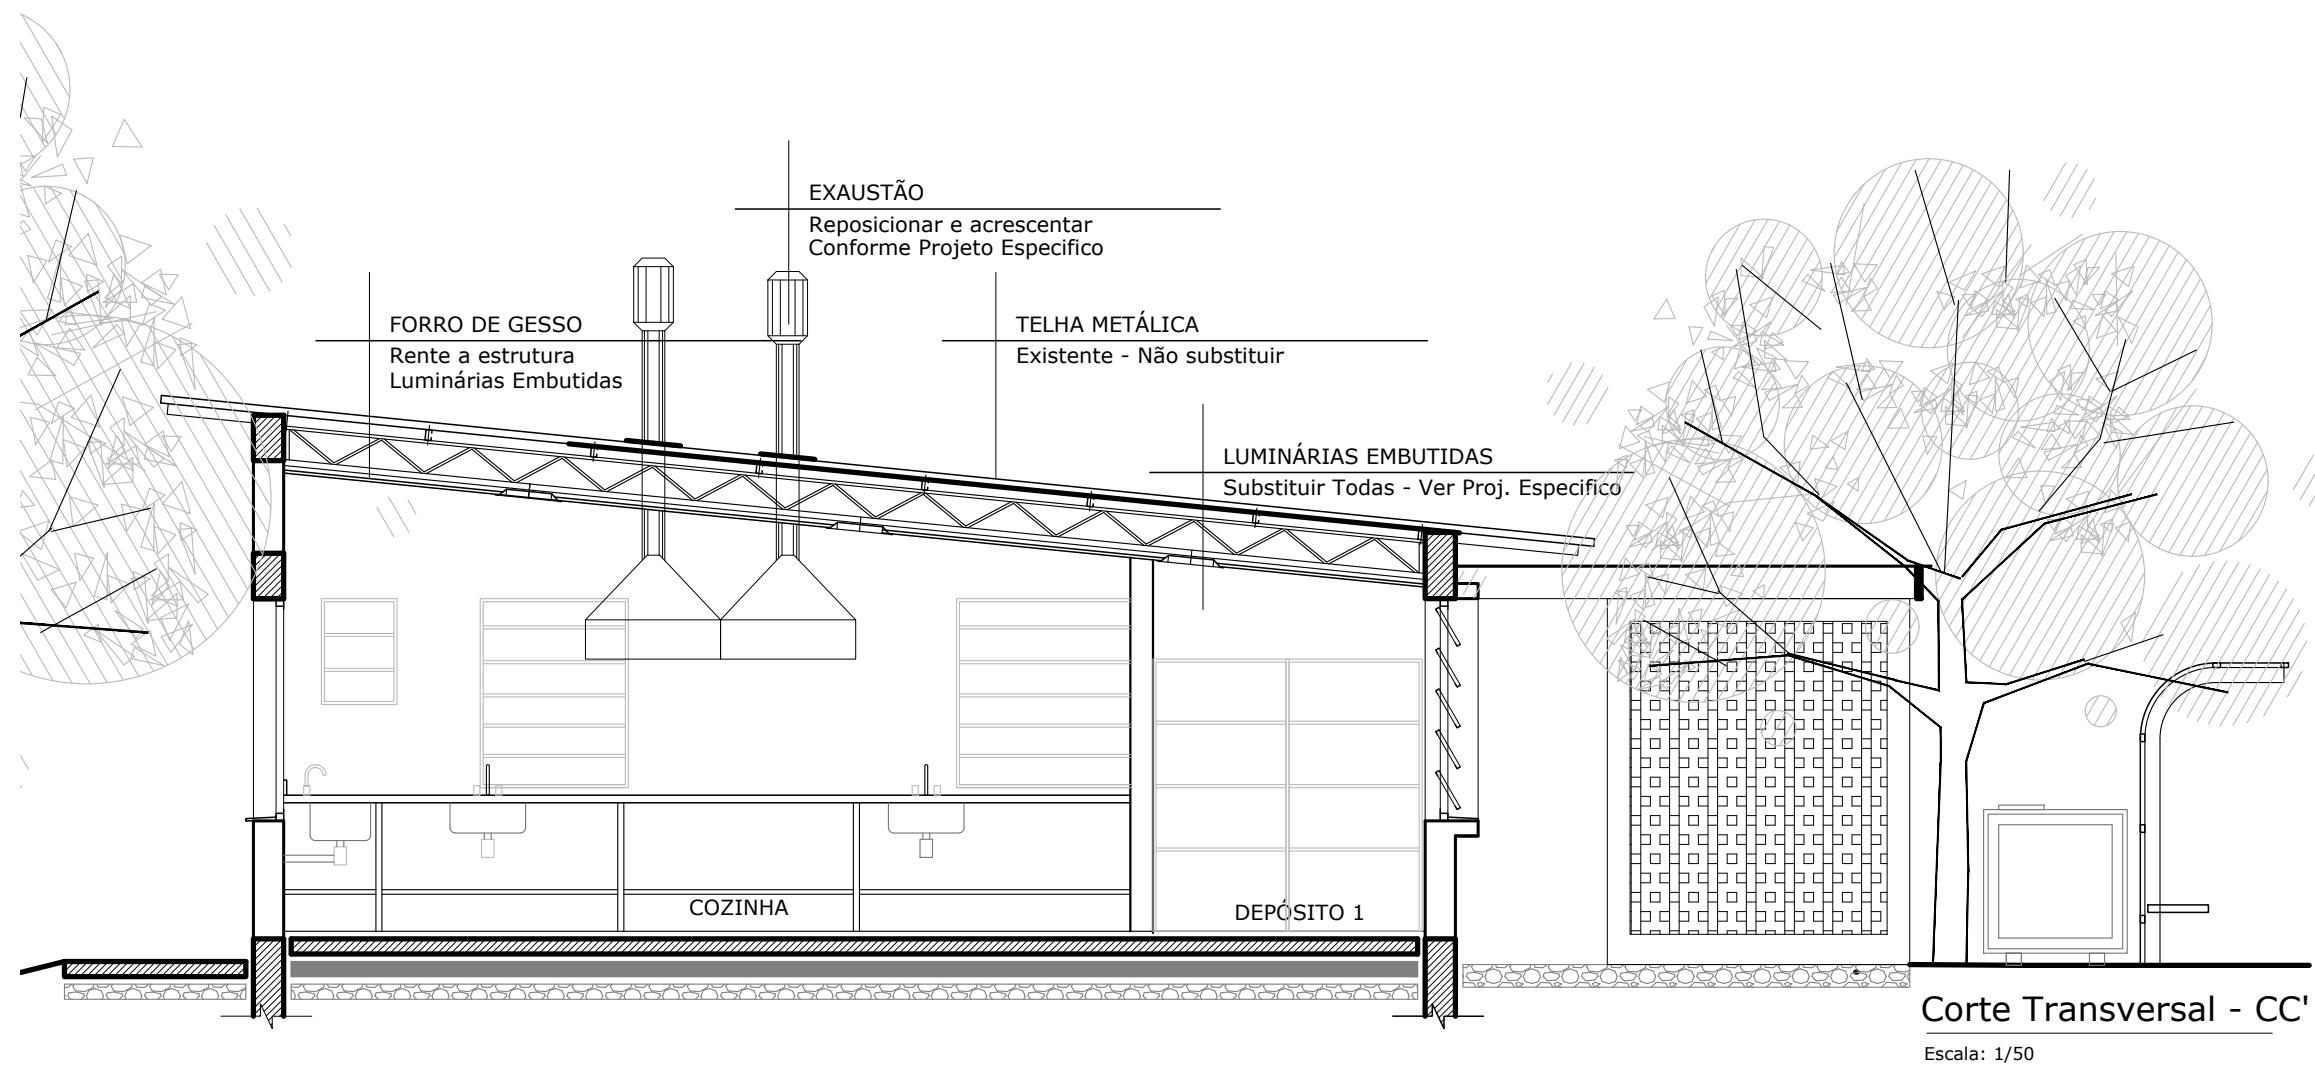 EXAUSTÃO
Reposicionar e acrescentar
Conforme Projeto Especifico
FORRO DE GESSO
Rente a estrutura
Luminárias Embutidas
TELHA METÁLICA
Existente - Não substituir
LUMINÁRIAS EMBUTIDAS
Substituir Todas - Ver Proj. Especifico
COZINHA
DEPÓSITO 1
Corte Transversal - CC'
Escala: 1/50